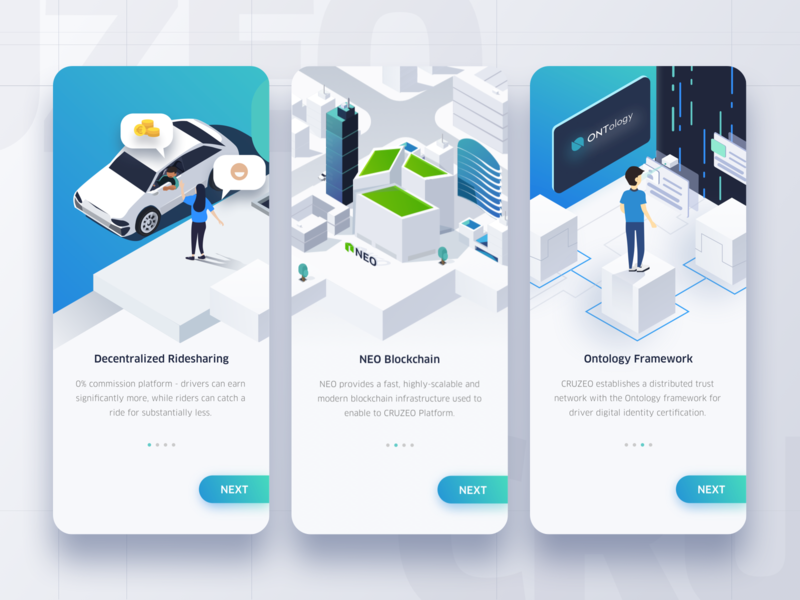 ONTology
NEO
Decentralized Ridesharing
0% commission platform - drivers can earn
significantly more, while riders can catch a
ride for substantially less.
NEXT
NEO Blockchain
NEO provides a fast, highly-scalable and
modern blockchain infrastructure used to
enable to CRUZEO Platform.
NEXT
Ontology Framework
CRUZEO establishes a distributed trust
network with the Ontology framework for
driver digital identity certification.
NEXT